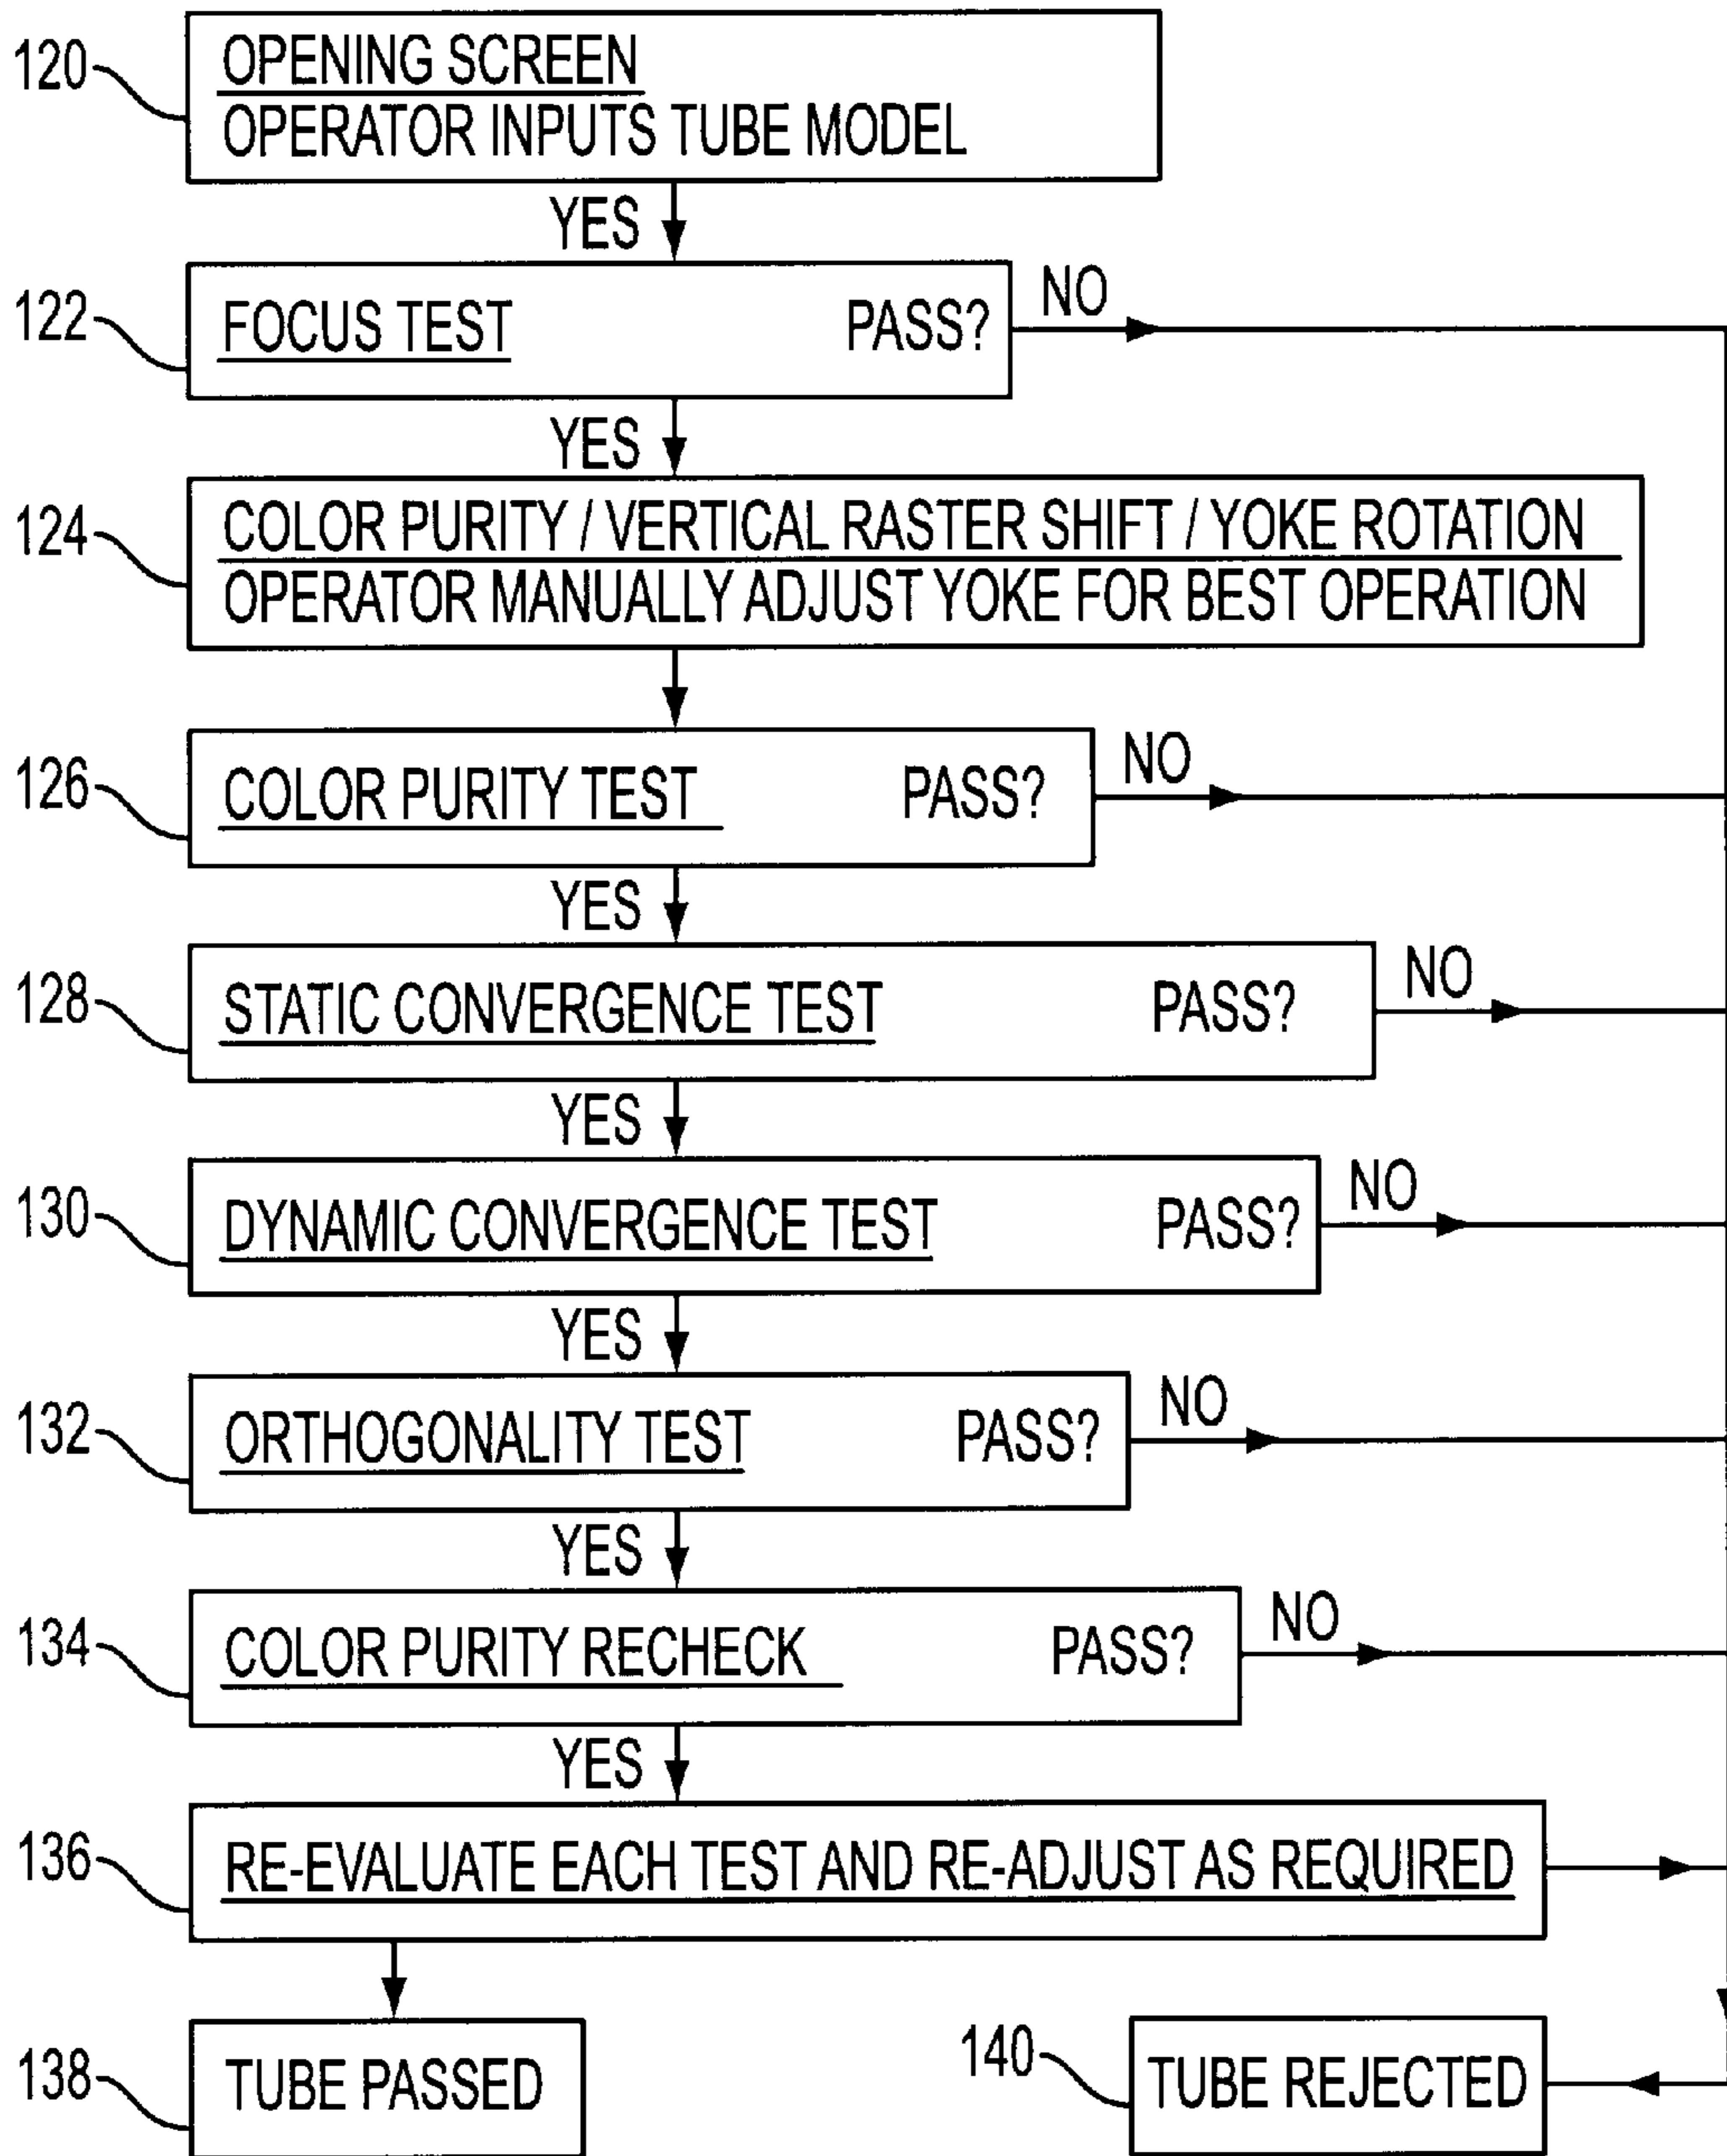 120
OPENING SCREEN
OPERATOR INPUTS TUBE MODEL
YES
122
FOCUS TEST PASS?
NO
YES
124
COLOR PURITY / VERTICAL RASTER SHIFT / YOKE ROTATION
OPERATOR MANUALLY ADJUST YOKE FOR BEST OPERATION
126
COLOR PURITY TEST PASS?
NO
YES
128
STATIC CONVERGENCE TEST PASS?
NO
YES
130
DYNAMIC CONVERGENCE TEST PASS?
NO
YES
132
ORTHOGONALITY TEST PASS?
NO
YES
134
COLOR PURITY RECHECK PASS?
NO
YES
136
RE-EVALUATE EACH TEST AND RE-ADJUST AS REQUIRED
138
TUBE PASSED
140
TUBE REJECTED